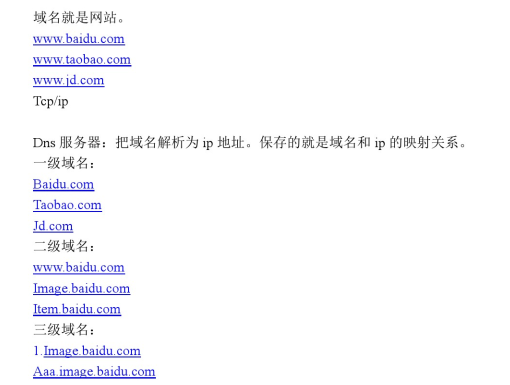 域名就是网站。
www.baidu.com
www.taobao.com
www.jd.com
Tcp/ip
Dns 服务器：把域名解析为 ip 地址。保存的就是域名和 ip 的映射关系。
一级域名：
Baidu.com
Taobao.com
Jd.com
二级域名：
www.baidu.com
Image.baidu.com
Item.baidu.com
三级域名：
1.Image.baidu.com
Aaa.image.baidu.com